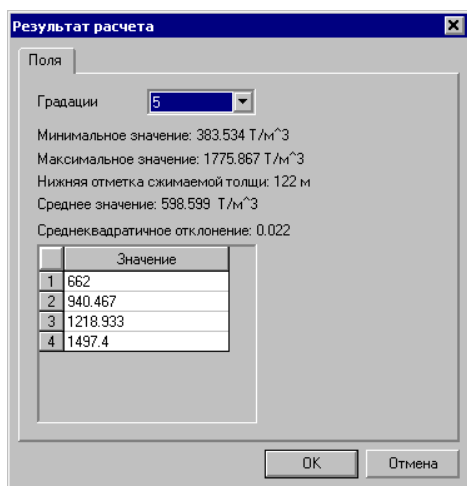 Результат расчета
Поля
Градации 5
Минимальное значение: 383.534 Т/м^3
Максимальное значение: 1775.867 Т/м^3
Нижняя отметка сжимаемой толщи: 122 м
Среднее значение: 598.599 Т/м^3
Среднеквадратичное отклонение: 0.022
Значение
1 662
2 940.467
3 1218.933
4 1497.4
OK Отмена